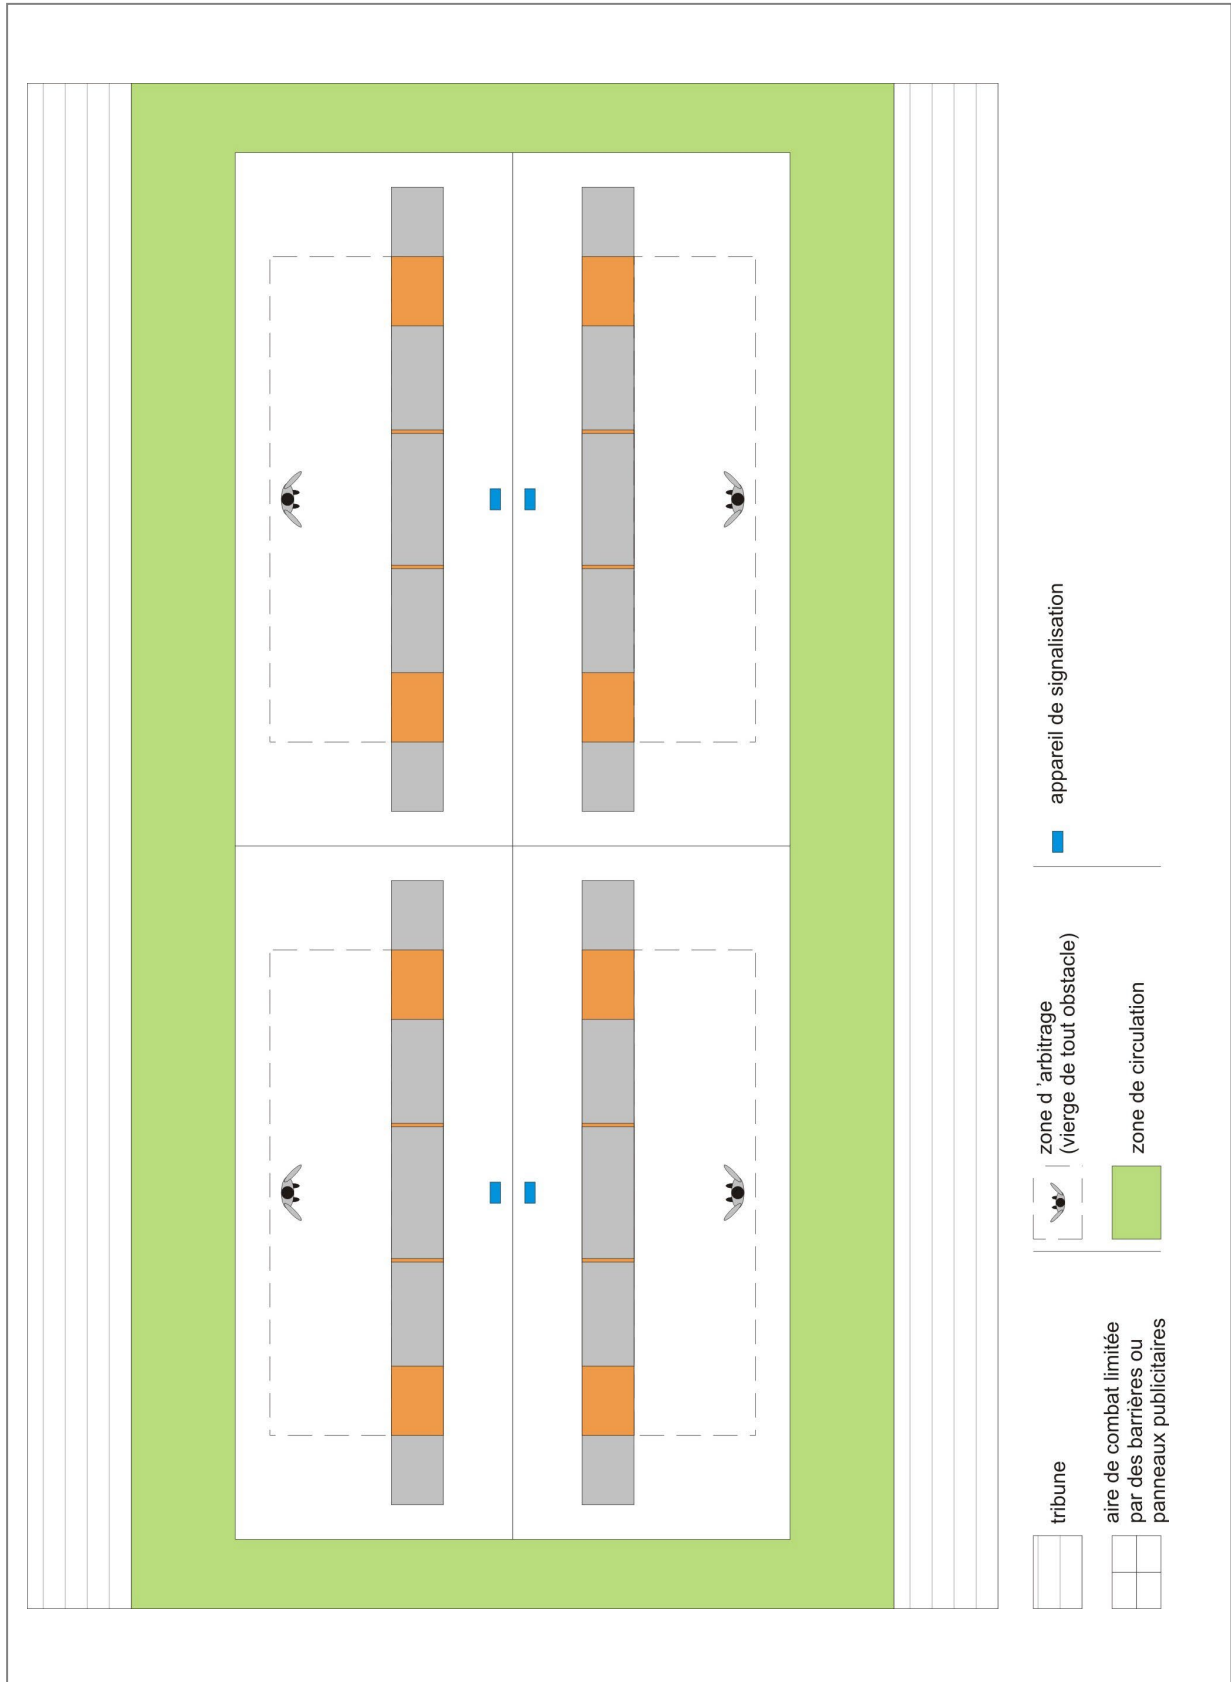 tribune
aire de combat limitée
par des barrières ou
panneaux publicitaires
zone d 'arbitrage
(vierge de tout obstacle)
zone de circulation
appareil de signalisation